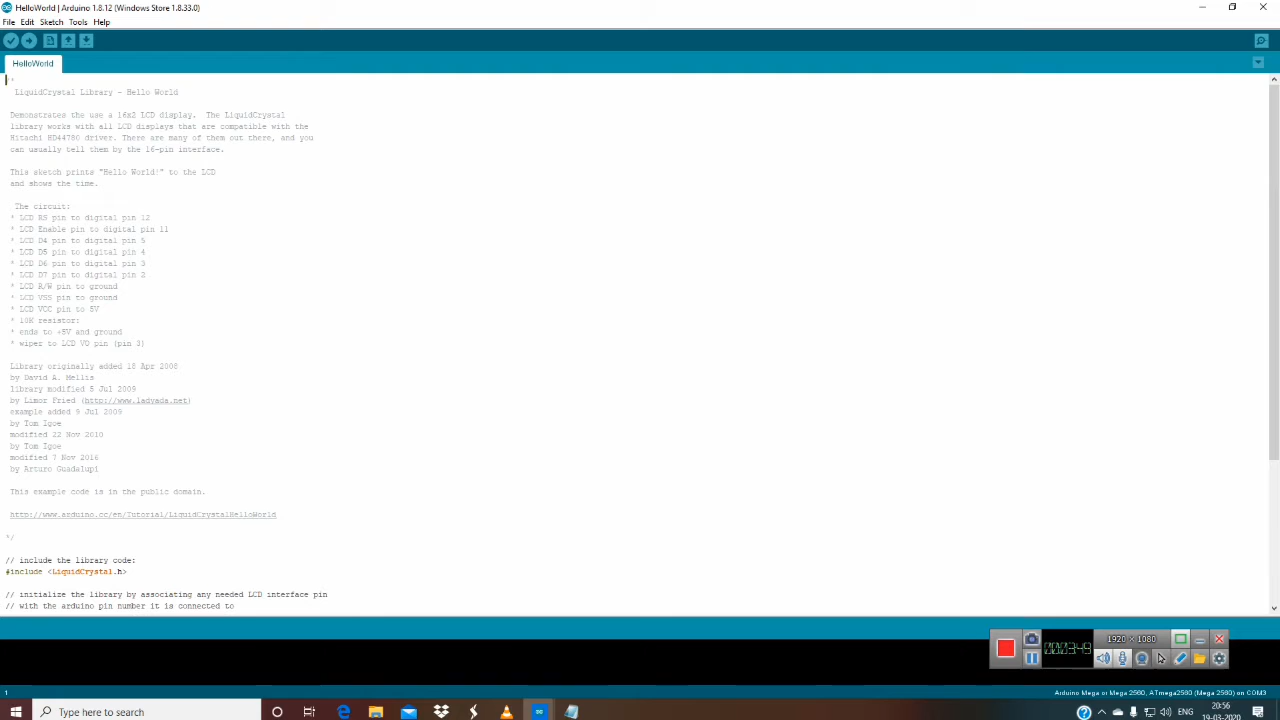 HelloWorld | Arduino 1.8.12 (Windows Store 1.8.33.0)
File Edit Sketch Tools Help
HelloWorld
/*
LiquidCrystal Library - Hello World
Demonstrates the use a 16x2 LCD display.  The LiquidCrystal
library works with all LCD displays that are compatible with the
Hitachi HD44780 driver. There are many of them out there, and you
can usually tell them by the 16-pin interface.
This sketch prints "Hello World!" to the LCD
and shows the time.
The circuit:
* LCD RS pin to digital pin 12
* LCD Enable pin to digital pin 11
* LCD D4 pin to digital pin 5
* LCD D5 pin to digital pin 4
* LCD D6 pin to digital pin 3
* LCD D7 pin to digital pin 2
* LCD R/W pin to ground
* LCD VSS pin to ground
* LCD VCC pin to 5V
* 10K resistor:
* ends to +5V and ground
* wiper to LCD VO pin (pin 3)
Library originally added 18 Apr 2008
by David A. Mellis
library modified 5 Jul 2009
by Limor Fried (http://www.ladyada.net)
example added 9 Jul 2009
by Tom Igoe
modified 22 Nov 2010
by Tom Igoe
modified 7 Nov 2016
by Arturo Guadalupi
This example code is in the public domain.
http://www.arduino.cc/en/Tutorial/LiquidCrystalHelloWorld
*/
// include the library code:
#include <LiquidCrystal.h>
// initialize the library by associating any needed LCD interface pin
// with the arduino pin number it is connected to
1920 × 1080
00:03:49
1
Arduino Mega or Mega 2560, ATmega2560 (Mega 2560) on COM3
Type here to search
ENG
20:56
19-03-2020